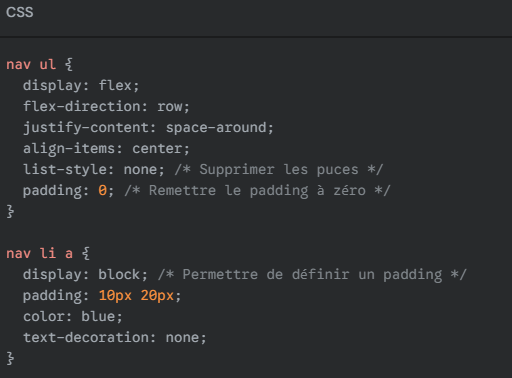 CSS
nav ul {
  display: flex;
  flex-direction: row;
  justify-content: space-around;
  align-items: center;
  list-style: none; /* Supprimer les puces */
  padding: 0; /* Remettre le padding à zéro */
}
nav li a {
  display: block; /* Permettre de définir un padding */
  padding: 10px 20px;
  color: blue;
  text-decoration: none;
}